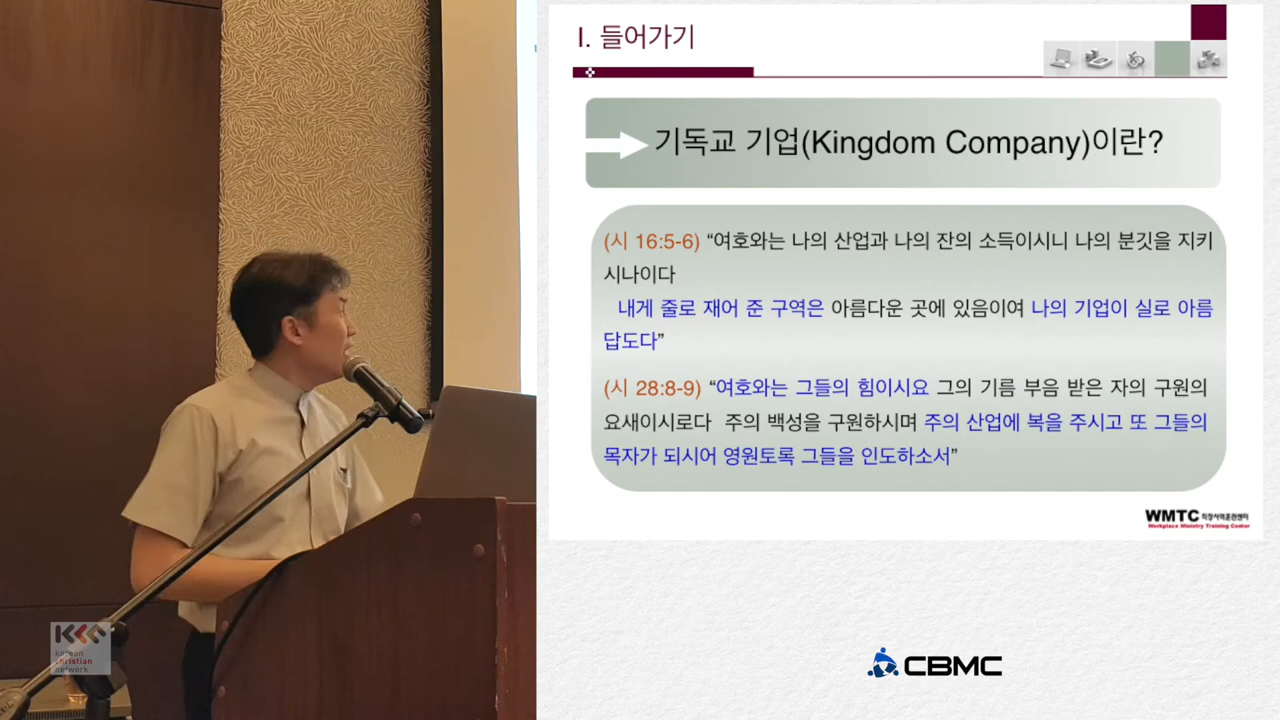 I. 들어가기
기독교 기업(Kingdom Company)이란?
(시 16:5-6) “여호와는 나의 산업과 나의 잔의 소득이시니 나의 분깃을 지키
시나이다
내게 줄로 재어 준 구역은 아름다운 곳에 있음이여 나의 기업이 실로 아름
답도다”
(시 28:8-9) “여호와는 그들의 힘이시요 그의 기름 부음 받은 자의 구원의
요새이시로다 주의 백성을 구원하시며 주의 산업에 복을 주시고 또 그들의
목자가 되시어 영원토록 그들을 인도하소서”
WMTC 직장사역훈련센터
Workplace Ministry Training Center
kcn
korean
christian
network
CBMC